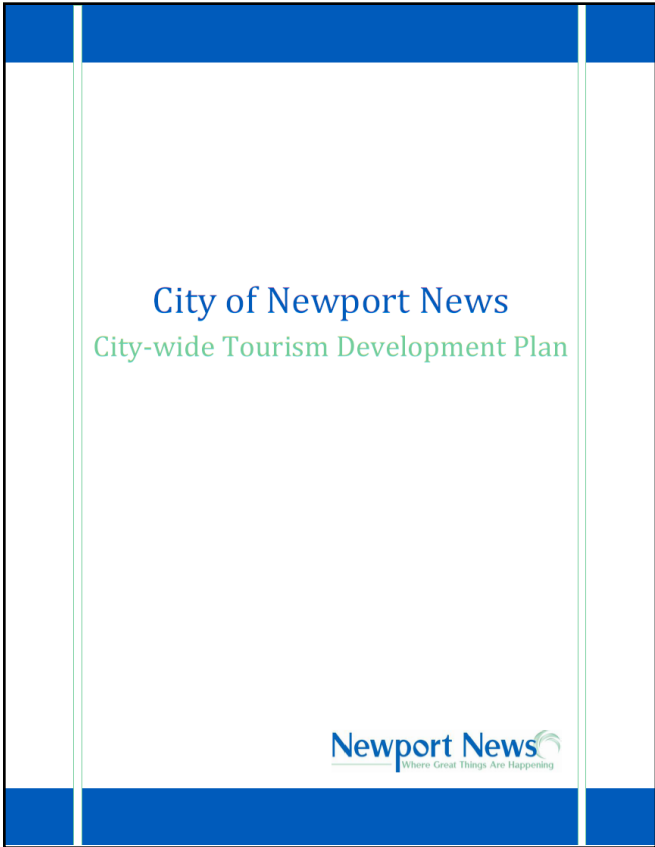 City of Newport News
City-wide Tourism Development Plan
Newport News
Where Great Things Are Happening